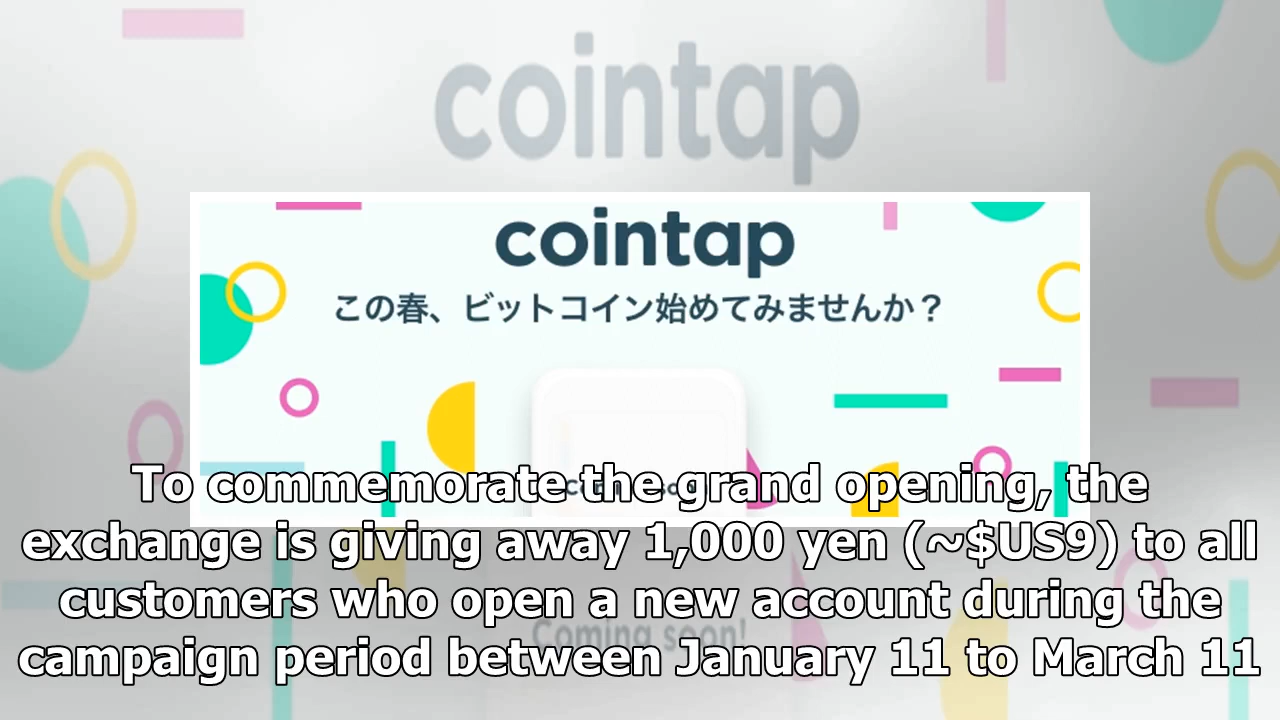 cointap
cointap
この春、ビットコイン始めてみませんか？
To commemorate the grand opening, the
exchange is giving away 1,000 yen (~$US9) to all
customers who open a new account during the
Coming soon!
campaign period between January 11 to March 11